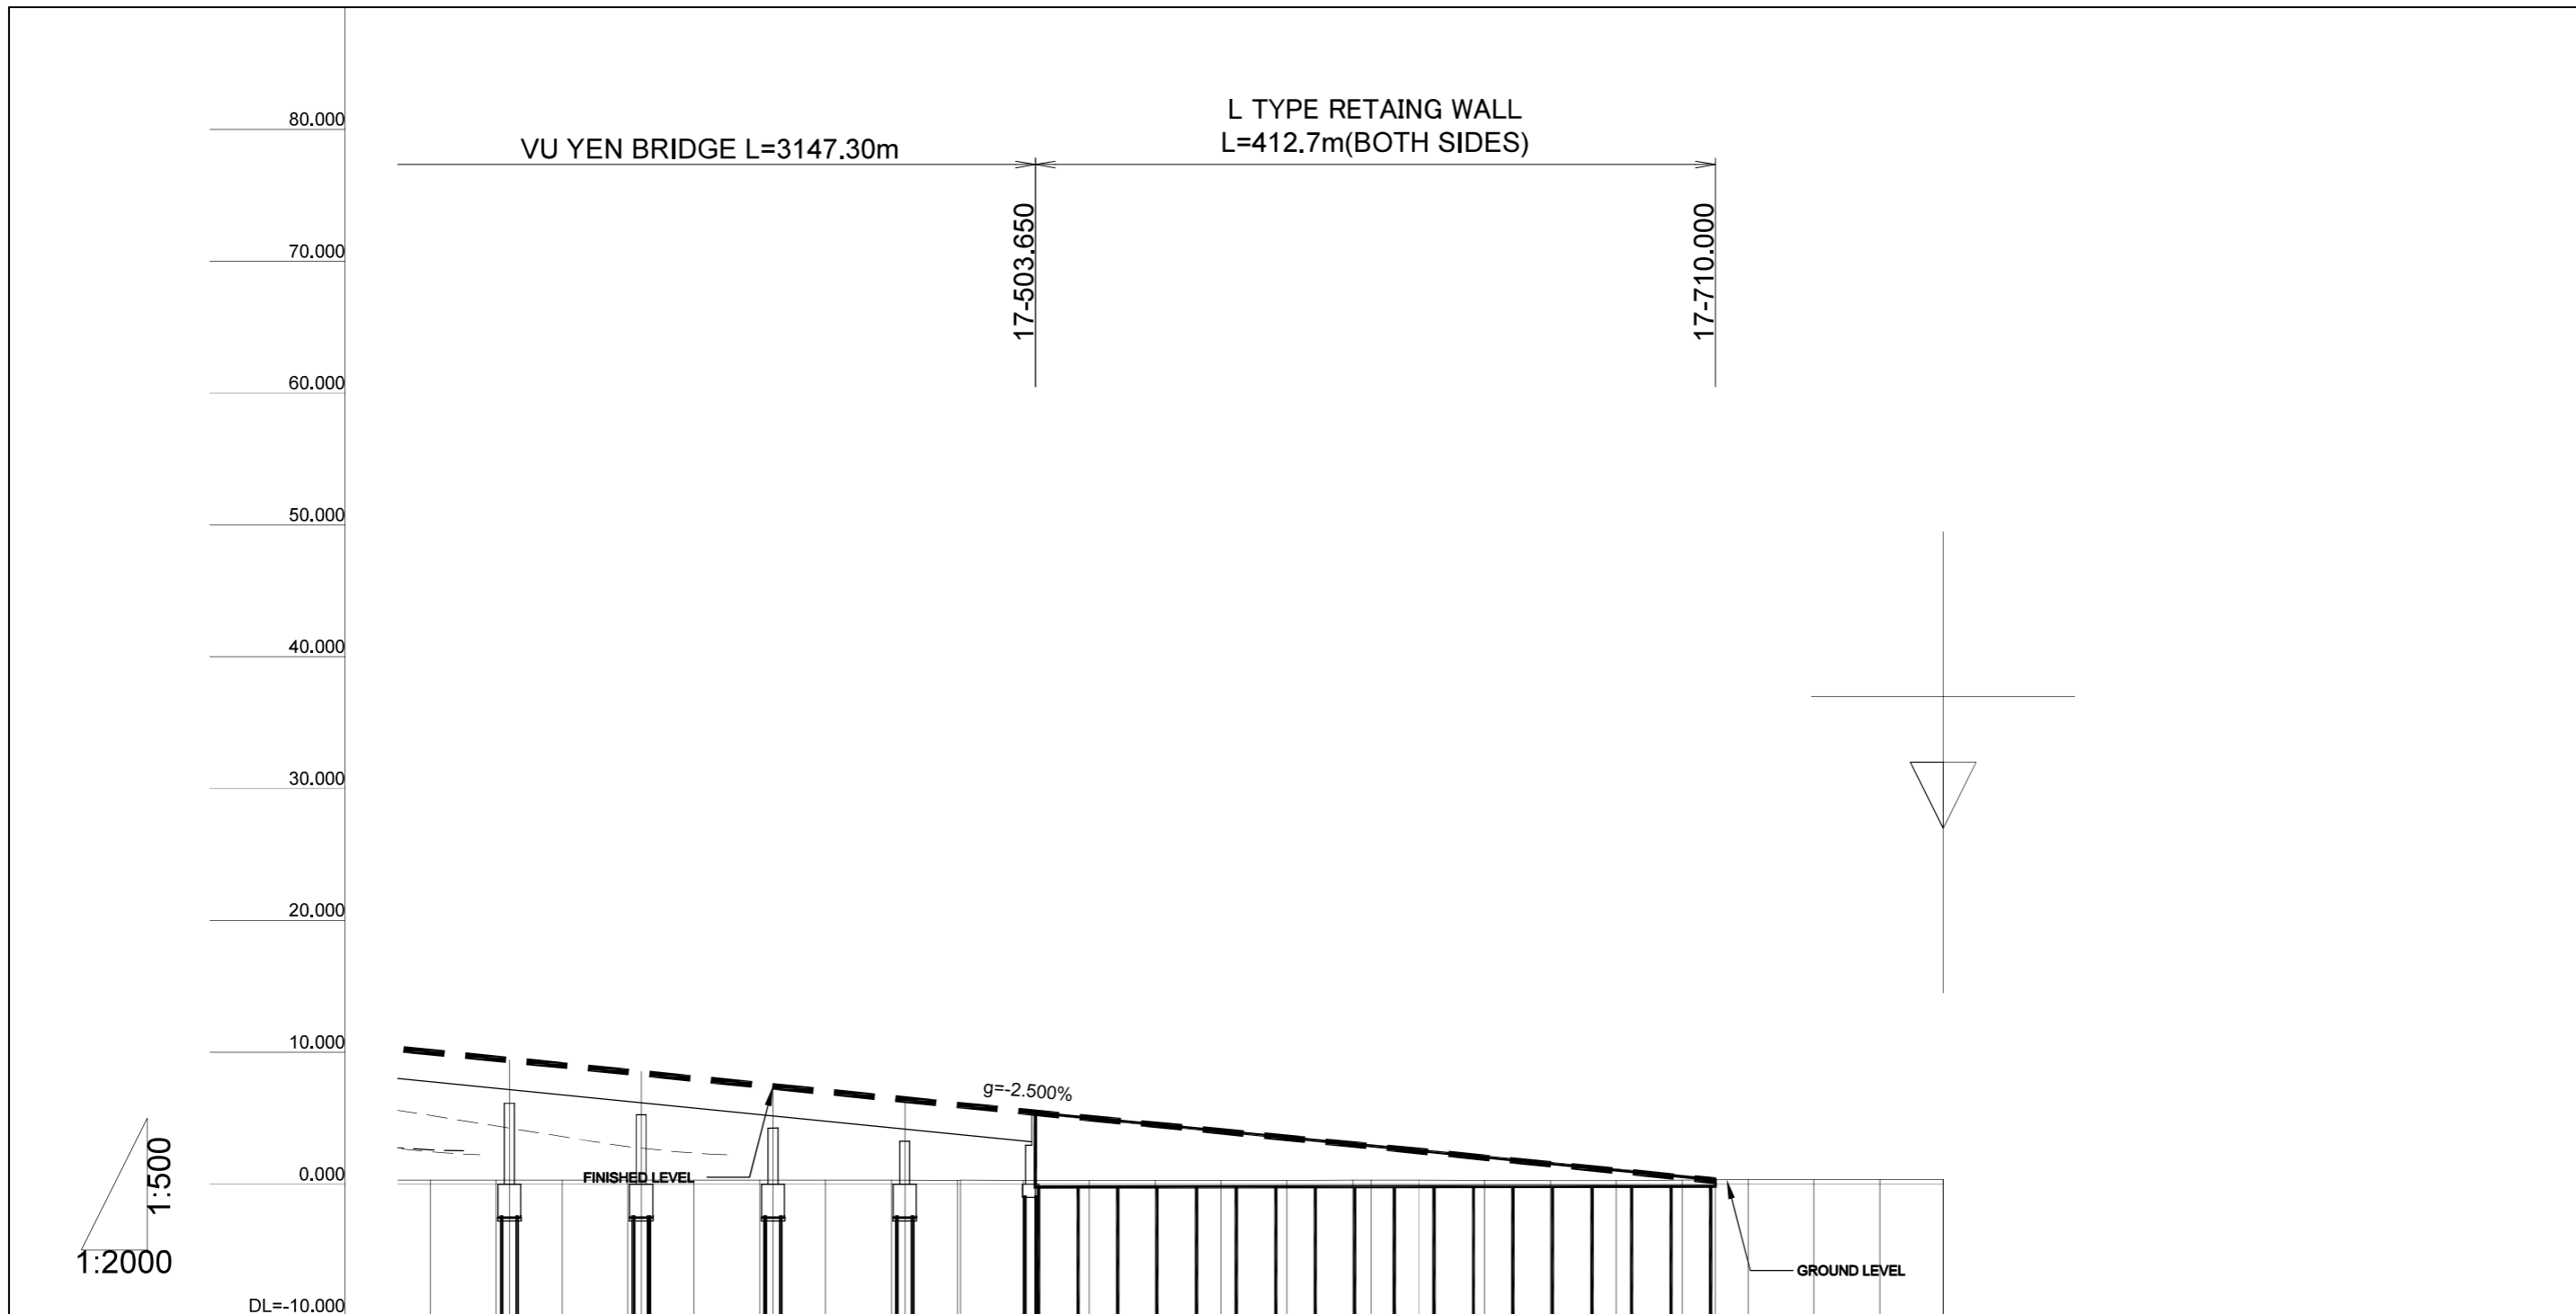 L TYPE RETAING WALL
L=412.7m(BOTH SIDES)
VU YEN BRIDGE L=3147.30m
17-503.650
17-710.000
80.000
70.000
60.000
50.000
40.000
30.000
20.000
10.000
0.000
DL=-10.000
g=-2.500%
FINISHED LEVEL
GROUND LEVEL
1:500
1:2000